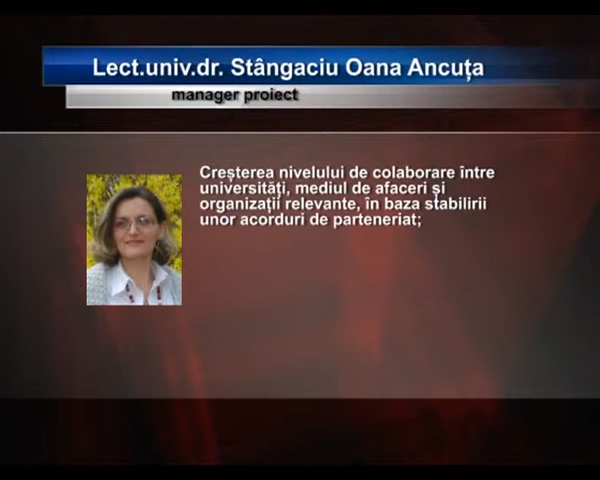 Lect.univ.dr. Stângaciu Oana Ancuța
manager proiect
Creșterea nivelului de colaborare între
universități, mediul de afaceri și
organizații relevante, în baza stabilirii
unor acorduri de parteneriat;